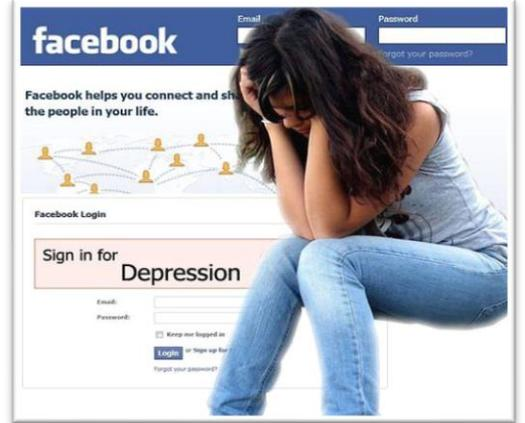 Email
Password
facebook
Forgot your password?
Facebook helps you connect and sh
the people in your life.
Facebook Login
Sign in for
Depression
Email:
Password:
Keep me logged in
Login or Sign up for
Forgot your password?